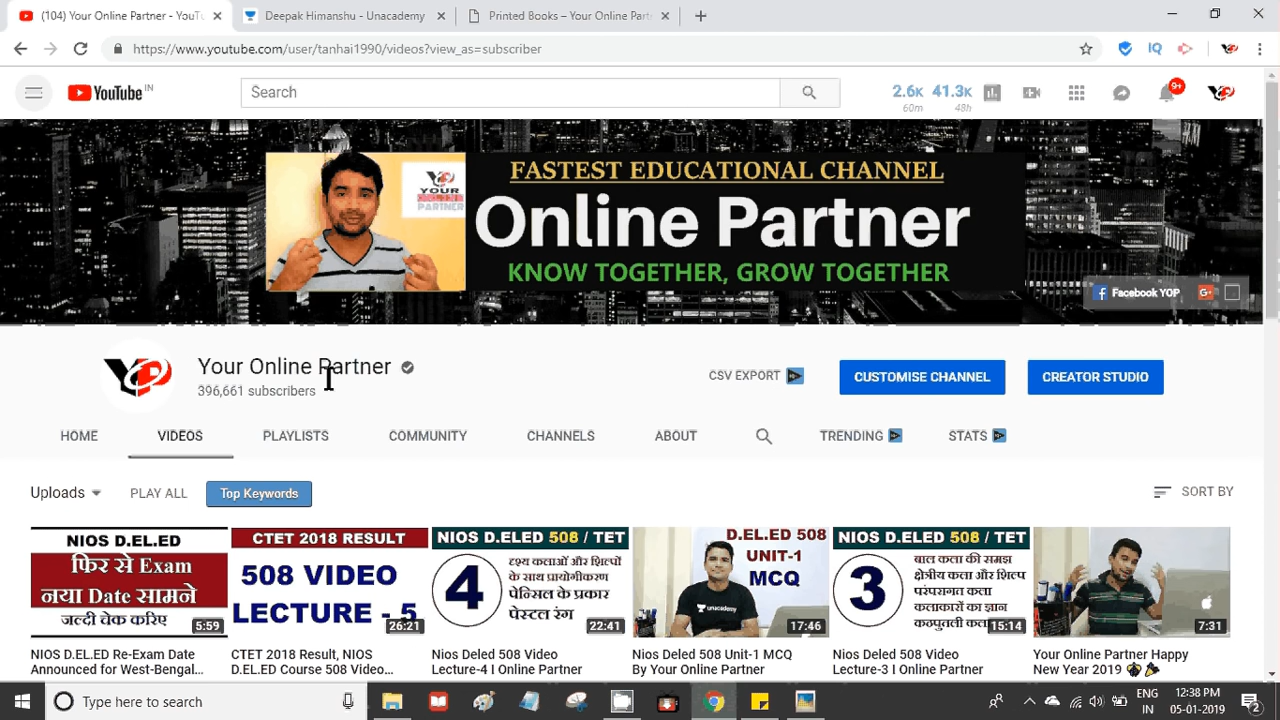 (104) Your Online Partner - YouTu
Deepak Himanshu - Unacademy
Printed Books – Your Online Part
https://www.youtube.com/user/tanhai1990/videos?view_as=subscriber
IQ
YouTube IN
Search
2.6K 41.3K
60m 48h
9+
FASTEST EDUCATIONAL CHANNEL
YOUR
ONLINE
PARTNER
Online Partner
KNOW TOGETHER, GROW TOGETHER
Facebook YOP
G+
Your Online Partner
396,661 subscribers
CSV EXPORT
CUSTOMISE CHANNEL
CREATOR STUDIO
HOME
VIDEOS
PLAYLISTS
COMMUNITY
CHANNELS
ABOUT
TRENDING
STATS
Uploads
PLAY ALL
Top Keywords
SORT BY
NIOS D.EL.ED
फिर से Exam
नया Date सामने
जल्दी चेक करिए
5:59
CTET 2018 RESULT
508 VIDEO
LECTURE - 5
26:21
NIOS D.ELED 508 / TET
4
दृश्य कलाओं और शिल्पों
के साथ प्रायोगीकरण
पेन्सिल के प्रकार
पेस्टल रंग
22:41
D.EL.ED 508
UNIT-1
MCQ
unacademy
17:46
NIOS D.ELED 508 / TET
3
बाल कला की समझ
क्षेत्रीय कला और शिल्प
परंपरागत कला
कलाकारों का ज्ञान
कठपुतली कला
15:14
7:31
NIOS D.EL.ED Re-Exam Date
Announced for West-Bengal...
CTET 2018 Result, NIOS
D.EL.ED Course 508 Video...
Nios Deled 508 Video
Lecture-4 I Online Partner
Nios Deled 508 Unit-1 MCQ
By Your Online Partner
Nios Deled 508 Video
Lecture-3 I Online Partner
Your Online Partner Happy
New Year 2019
Type here to search
ENG
IN
12:38 PM
05-01-2019
2